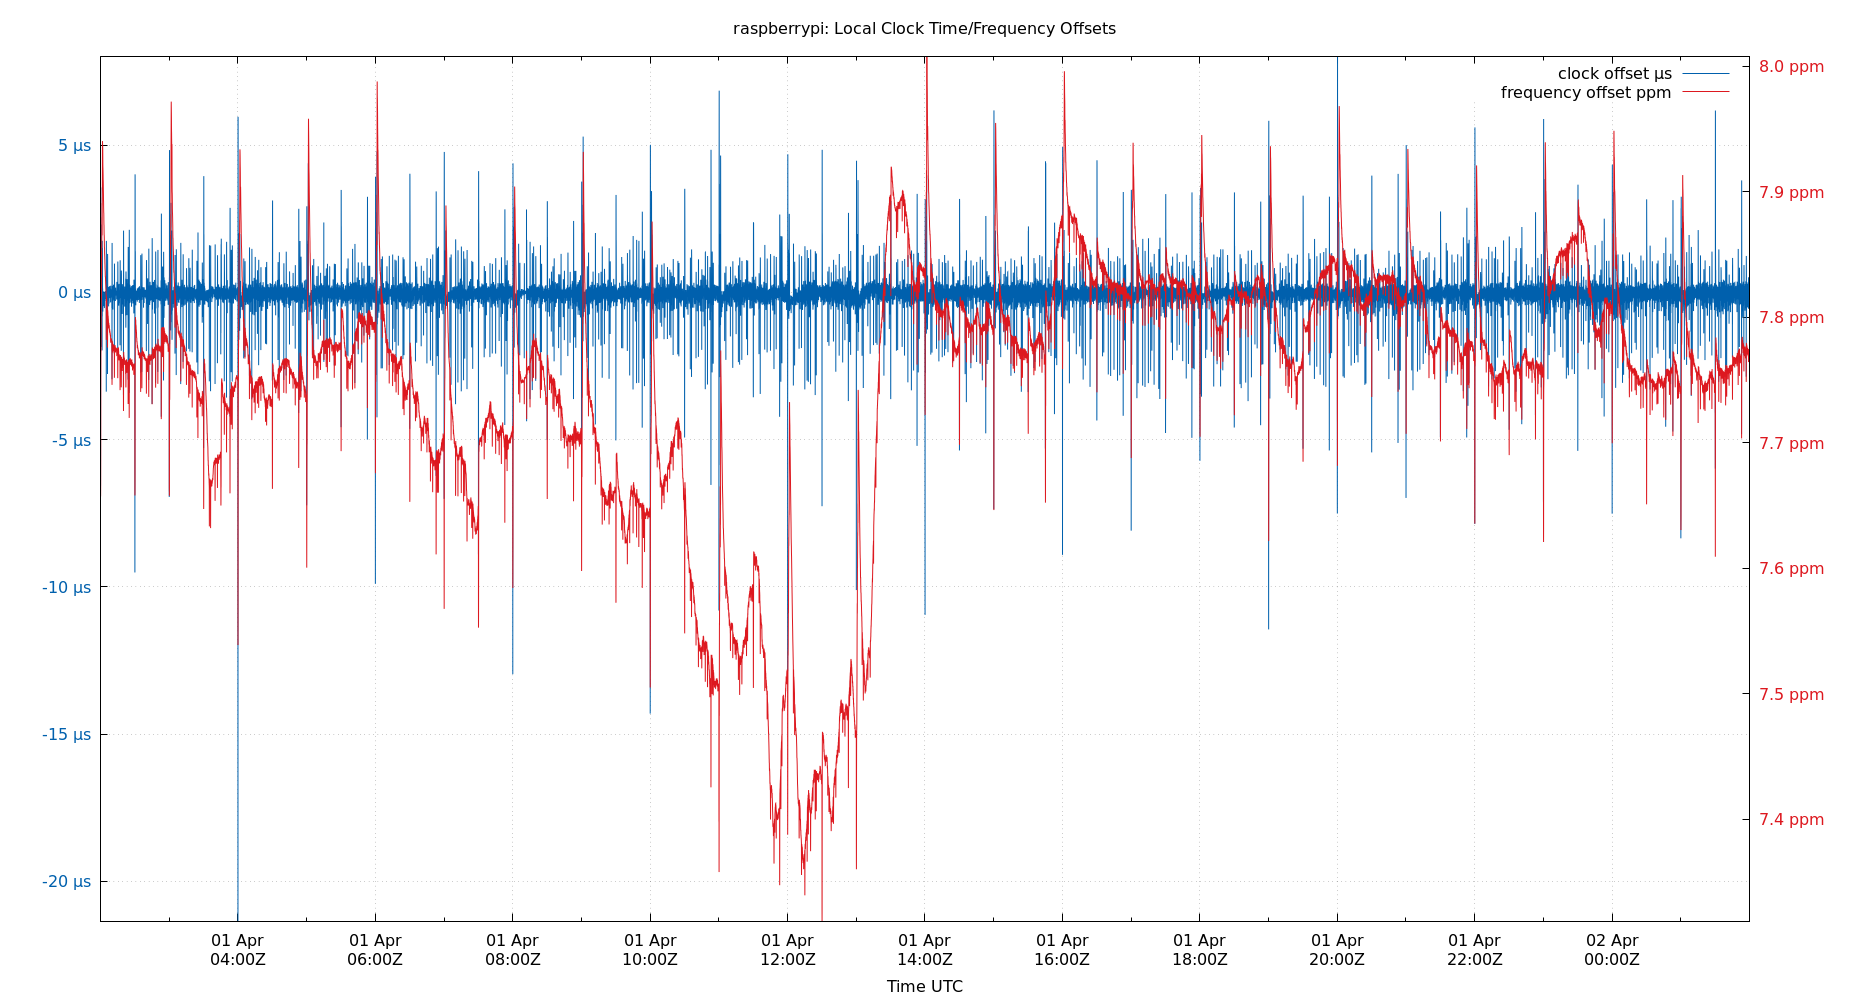 raspberrypi: Local Clock Time/Frequency Offsets
clock offset µs
frequency offset ppm
5 µs
0 µs
-5 µs
-10 µs
-15 µs
-20 µs
8.0 ppm
7.9 ppm
7.8 ppm
7.7 ppm
7.6 ppm
7.5 ppm
7.4 ppm
01 Apr
04:00Z
01 Apr
06:00Z
01 Apr
08:00Z
01 Apr
10:00Z
01 Apr
12:00Z
01 Apr
14:00Z
01 Apr
16:00Z
01 Apr
18:00Z
01 Apr
20:00Z
01 Apr
22:00Z
02 Apr
00:00Z
Time UTC